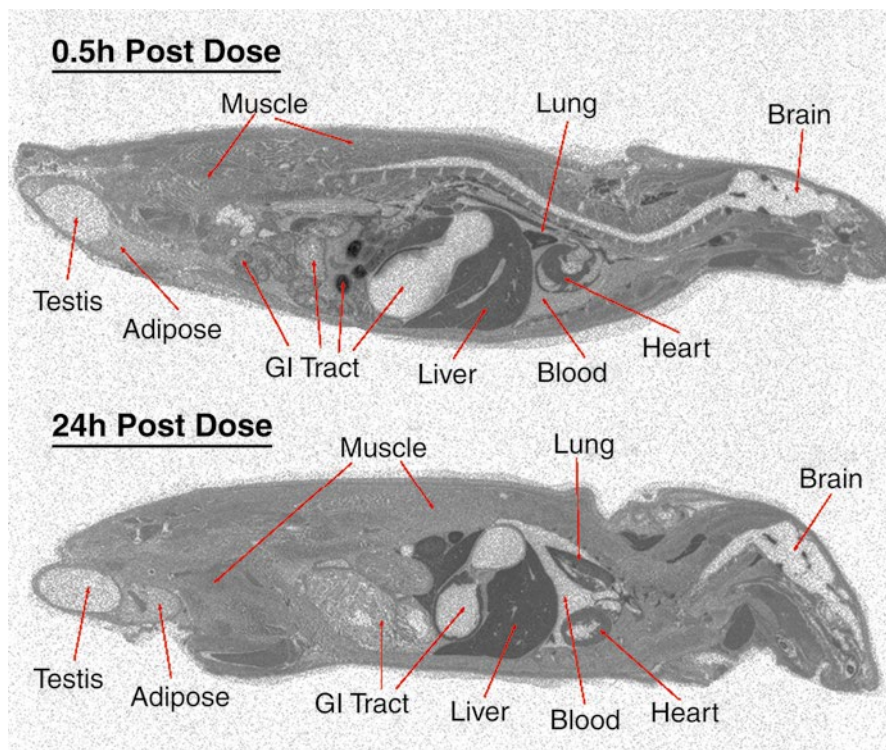 0.5h Post Dose
Muscle
Lung
Brain
Testis
Adipose
GI Tract
Liver
Blood
Heart
24h Post Dose
Muscle
Lung
Brain
Testis
Adipose
GI Tract
Liver
Blood
Heart